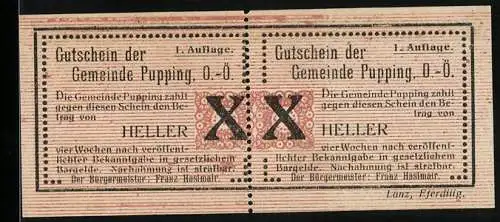 Gutschein der 1. Auflage.
Gemeinde Pupping, O.-Ö.
Die Gemeinde Pupping zahlt
gegen diesen Schein den Be-
trag von
HELLER X
vier Wochen nach veröffent-
lichter Bekanntgabe in gesetzlichem
Bargelde. Nachahmung ist strafbar.
Der Bürgermeister: Franz Haslmair.
Gutschein der 1. Auflage.
Gemeinde Pupping, O.-Ö.
Die Gemeinde Pupping zahlt
gegen diesen Schein den Be-
trag von
X HELLER
vier Wochen nach veröffent-
lichter Bekanntgabe in gesetzlichem
Bargelde. Nachahmung ist strafbar.
Der Bürgermeister: Franz Haslmair.
Lanz, Eferding.